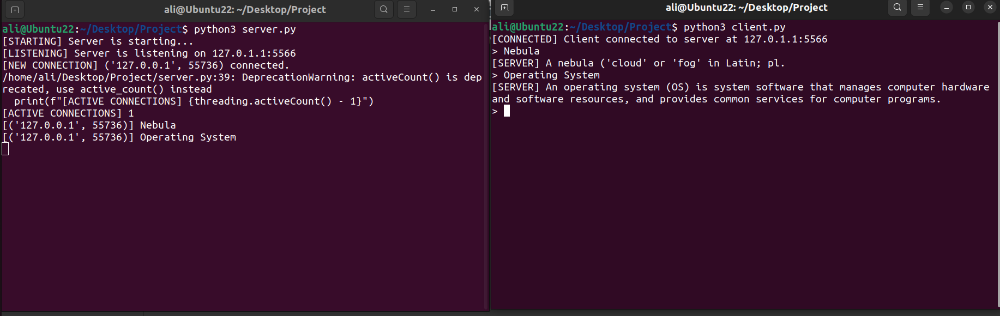 ali@Ubuntu22: ~/Desktop/Project
ali@Ubuntu22:~/Desktop/Project$ python3 server.py
[STARTING] Server is starting...
[LISTENING] Server is listening on 127.0.1.1:5566
[NEW CONNECTION] ('127.0.0.1', 55736) connected.
/home/ali/Desktop/Project/server.py:39: DeprecationWarning: activeCount() is dep
recated, use active_count() instead
  print(f"[ACTIVE CONNECTIONS] {threading.activeCount() - 1}")
[ACTIVE CONNECTIONS] 1
[('127.0.0.1', 55736)] Nebula
[('127.0.0.1', 55736)] Operating System
ali@Ubuntu22: ~/Desktop/Project
ali@Ubuntu22:~/Desktop/Project$ python3 client.py
[CONNECTED] Client connected to server at 127.0.1.1:5566
> Nebula
[SERVER] A nebula ('cloud' or 'fog' in Latin; pl.
> Operating System
[SERVER] An operating system (OS) is system software that manages computer hardware
and software resources, and provides common services for computer programs.
>